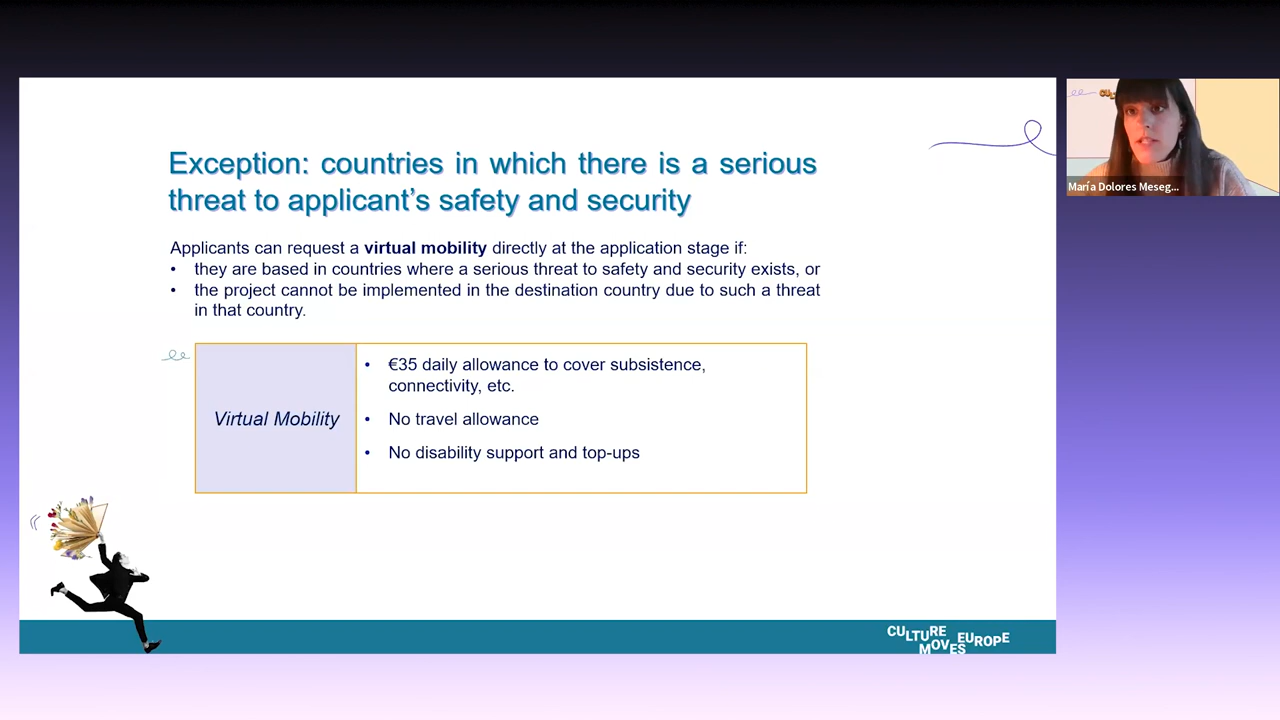 Exception: countries in which there is a serious
threat to applicant's safety and security
Applicants can request a virtual mobility directly at the application stage if:
• they are based in countries where a serious threat to safety and security exists, or
• the project cannot be implemented in the destination country due to such a threat
in that country.
Virtual Mobility
• €35 daily allowance to cover subsistence,
connectivity, etc.
• No travel allowance
• No disability support and top-ups
María Dolores Meseg...
CULTURE
MOVES EUROPE